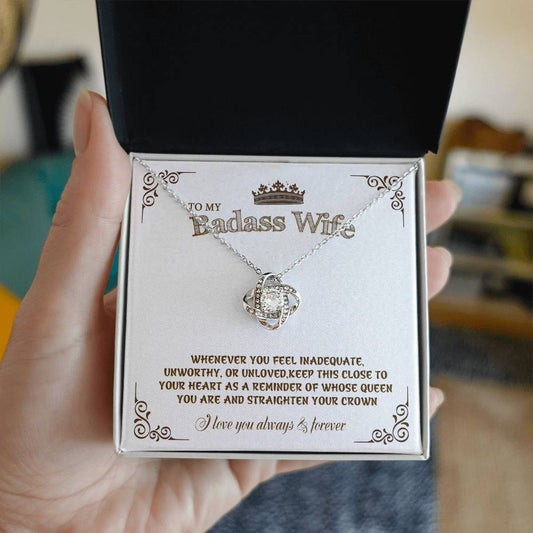 TO MY
Badass Wife
WHENEVER YOU FEEL INADEQUATE,
UNWORTHY, OR UNLOVED,KEEP THIS CLOSE TO
YOUR HEART AS A REMINDER OF WHOSE QUEEN
YOU ARE AND STRAIGHTEN YOUR CROWN
I love you always & forever